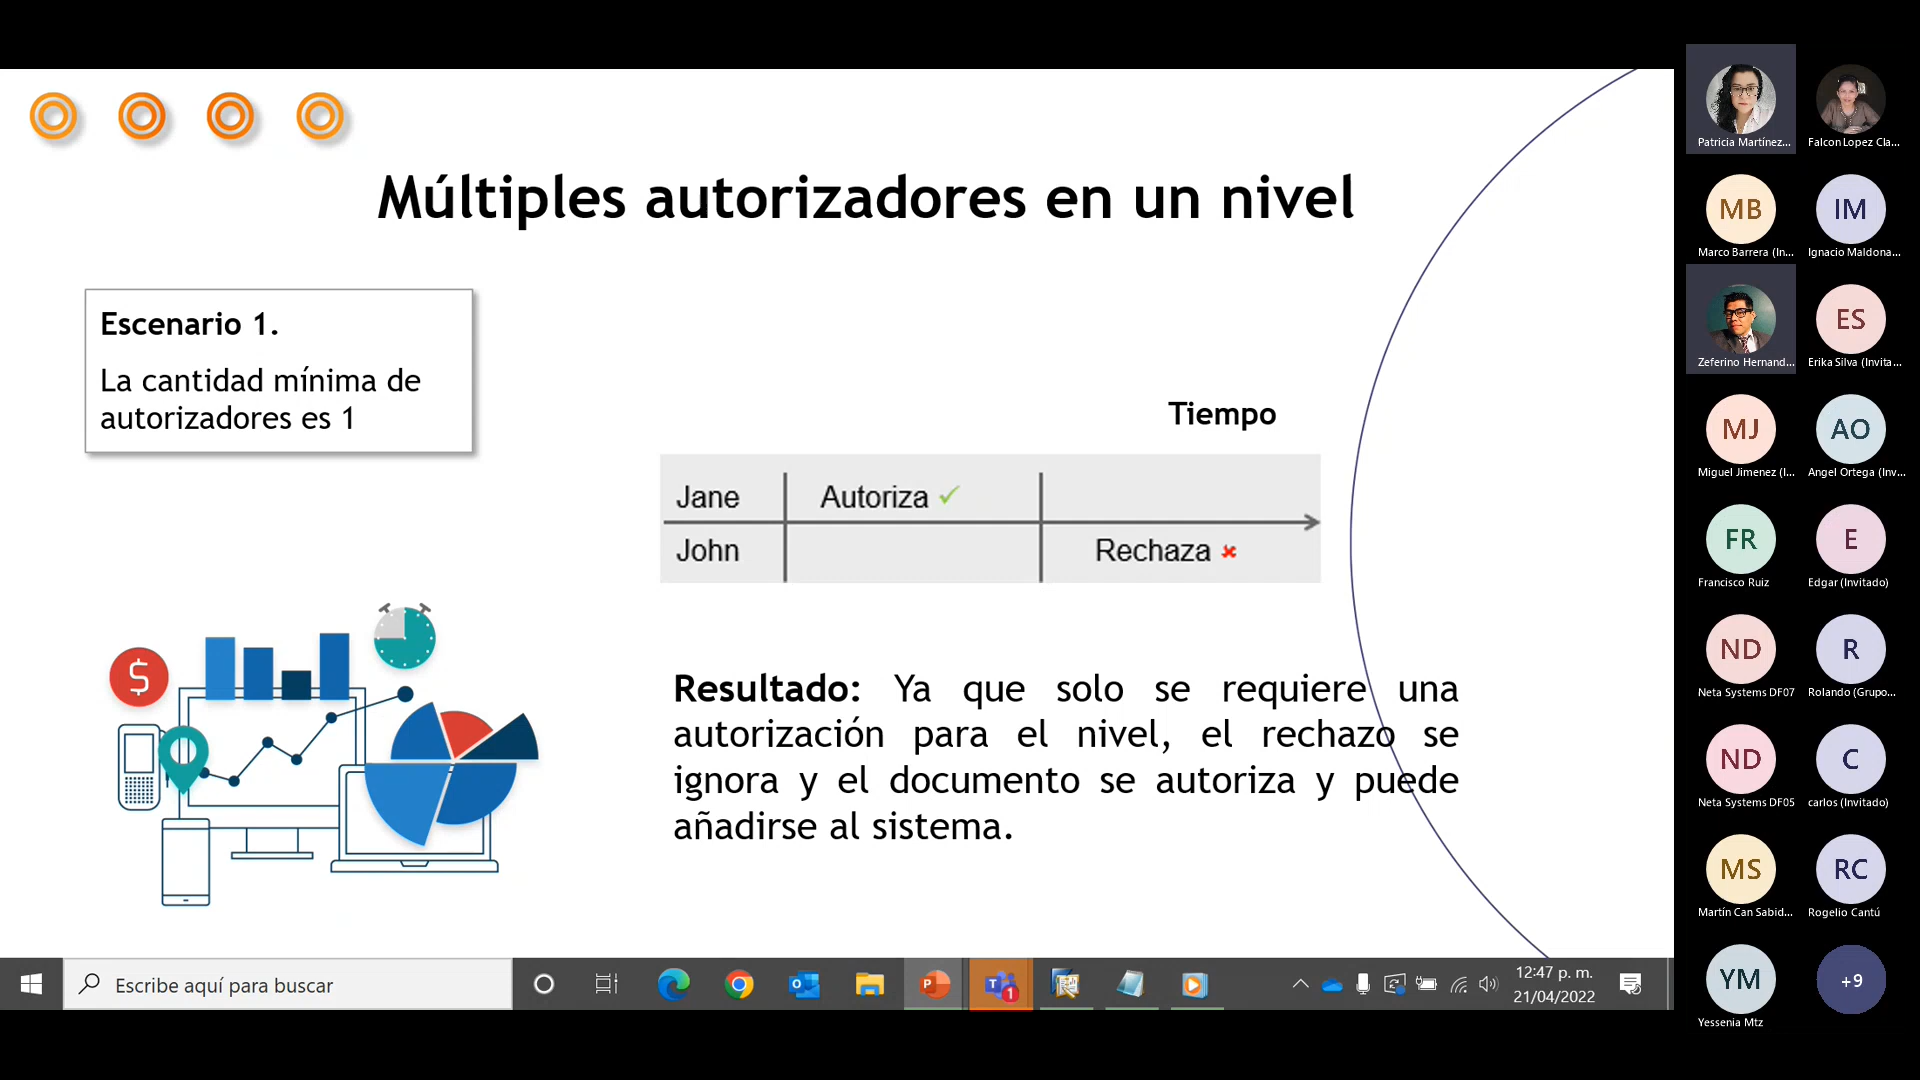 Múltiples autorizadores en un nivel
Escenario 1.
La cantidad mínima de
autorizadores es 1
Tiempo
Jane Autoriza ✓
John Rechaza ✖
Resultado: Ya que solo se requiere una
autorización para el nivel, el rechazo se
ignora y el documento se autoriza y puede
añadirse al sistema.
$
Escribe aquí para buscar
1
12:47 p. m.
21/04/2022
Patricia Martínez...
Falcon Lopez Cla...
MB
Marco Barrera (In...
IM
Ignacio Maldona...
Zeferino Hernand...
ES
Erika Silva (Invita...
MJ
Miguel Jimenez (I...
AO
Angel Ortega (Inv...
FR
Francisco Ruiz
E
Edgar (Invitado)
ND
Neta Systems DF07
R
Rolando (Grupo...
ND
Neta Systems DF05
C
carlos (Invitado)
MS
Martín Can Sabid...
RC
Rogelio Cantú
YM
Yessenia Mtz
+9